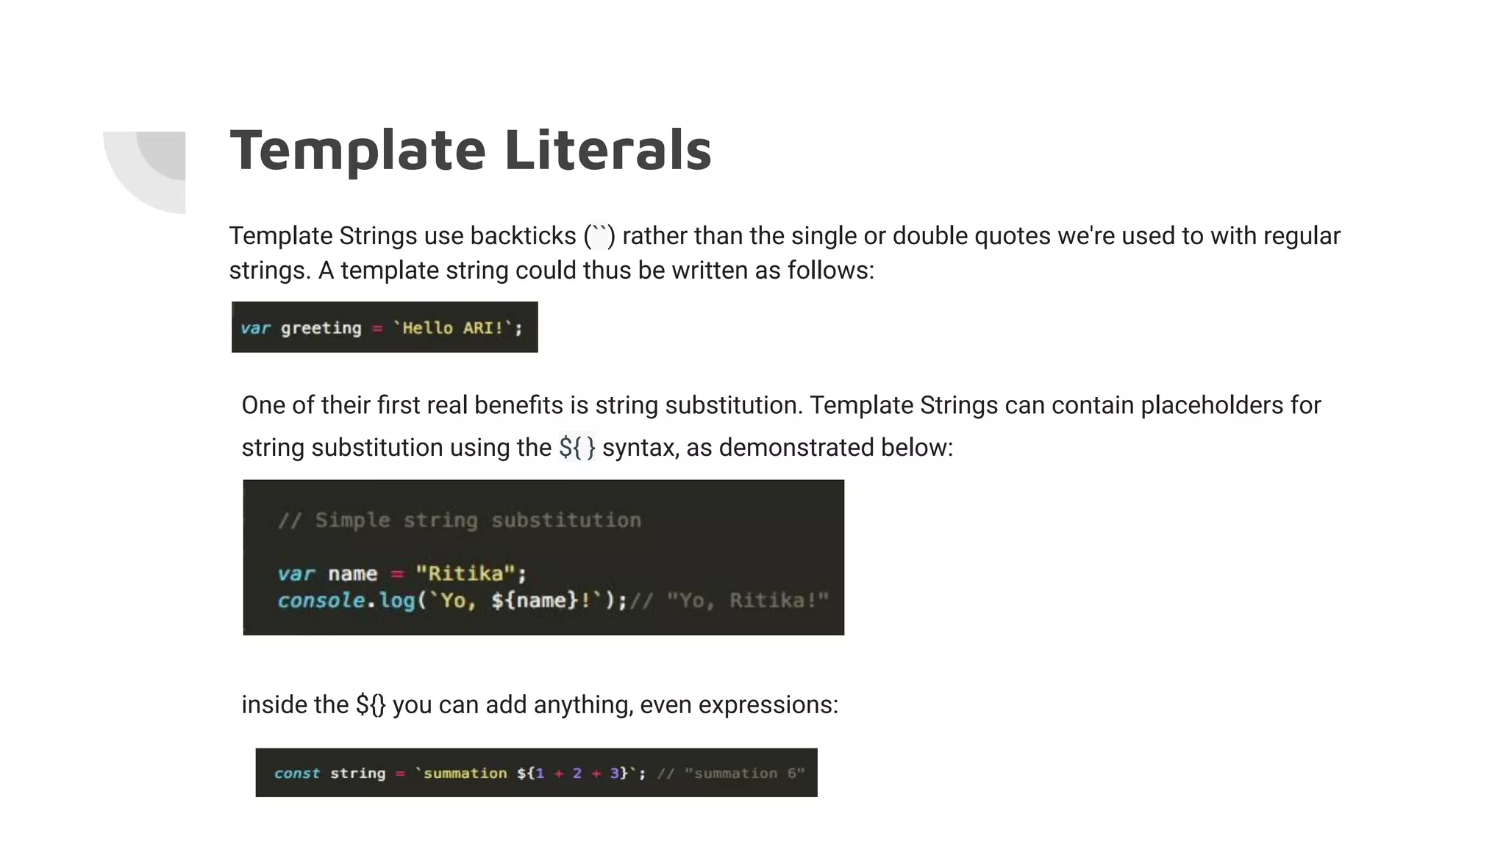 Template Literals
Template Strings use backticks (``) rather than the single or double quotes we're used to with regular
strings. A template string could thus be written as follows:
var greeting = `Hello ARI!`;
One of their first real benefits is string substitution. Template Strings can contain placeholders for
string substitution using the ${ } syntax, as demonstrated below:
// Simple string substitution
var name = "Ritika";
console.log(`Yo, ${name}!`);// "Yo, Ritika!"
inside the ${} you can add anything, even expressions:
const string = `summation ${1 + 2 + 3}`; // "summation 6"